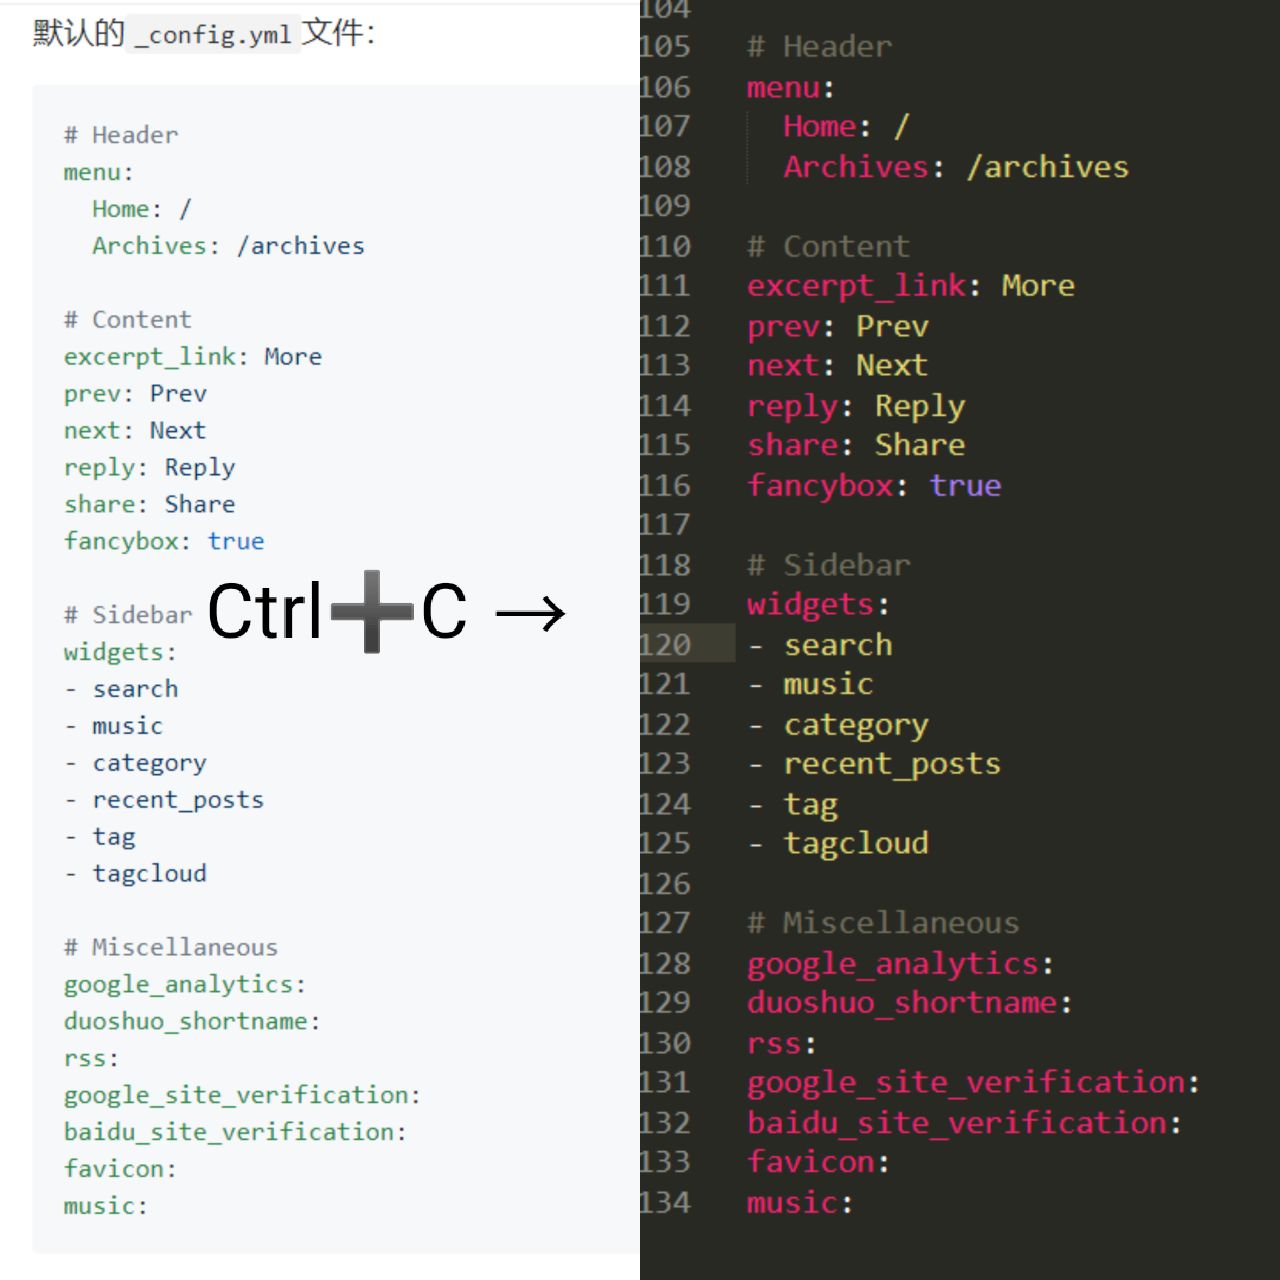 默认的 _config.yml 文件：
# Header
menu:
  Home: /
  Archives: /archives
# Content
excerpt_link: More
prev: Prev
next: Next
reply: Reply
share: Share
fancybox: true
# Sidebar
widgets:
- search
- music
- category
- recent_posts
- tag
- tagcloud
# Miscellaneous
google_analytics:
duoshuo_shortname:
rss:
google_site_verification:
baidu_site_verification:
favicon:
music:
Ctrl➕C →
104
105 # Header
106 menu:
107   Home: /
108   Archives: /archives
109
110 # Content
111 excerpt_link: More
112 prev: Prev
113 next: Next
114 reply: Reply
115 share: Share
116 fancybox: true
117
118 # Sidebar
119 widgets:
120 - search
121 - music
122 - category
123 - recent_posts
124 - tag
125 - tagcloud
126
127 # Miscellaneous
128 google_analytics:
129 duoshuo_shortname:
130 rss:
131 google_site_verification:
132 baidu_site_verification:
133 favicon:
134 music: